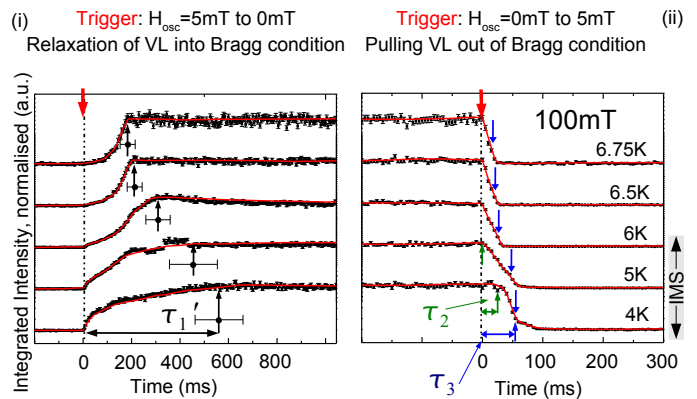 (i)
Trigger: Hosc=5mT to 0mT
Relaxation of VL into Bragg condition
Trigger: Hosc=0mT to 5mT
(ii)
Pulling VL out of Bragg condition
Integrated Intensity, normalised (a.u.)
τ1′
0 200 400 600 800
Time (ms)
100mT
6.75K
6.5K
6K
5K
4K
IMS
τ2
τ3
0 100 200 300
Time (ms)